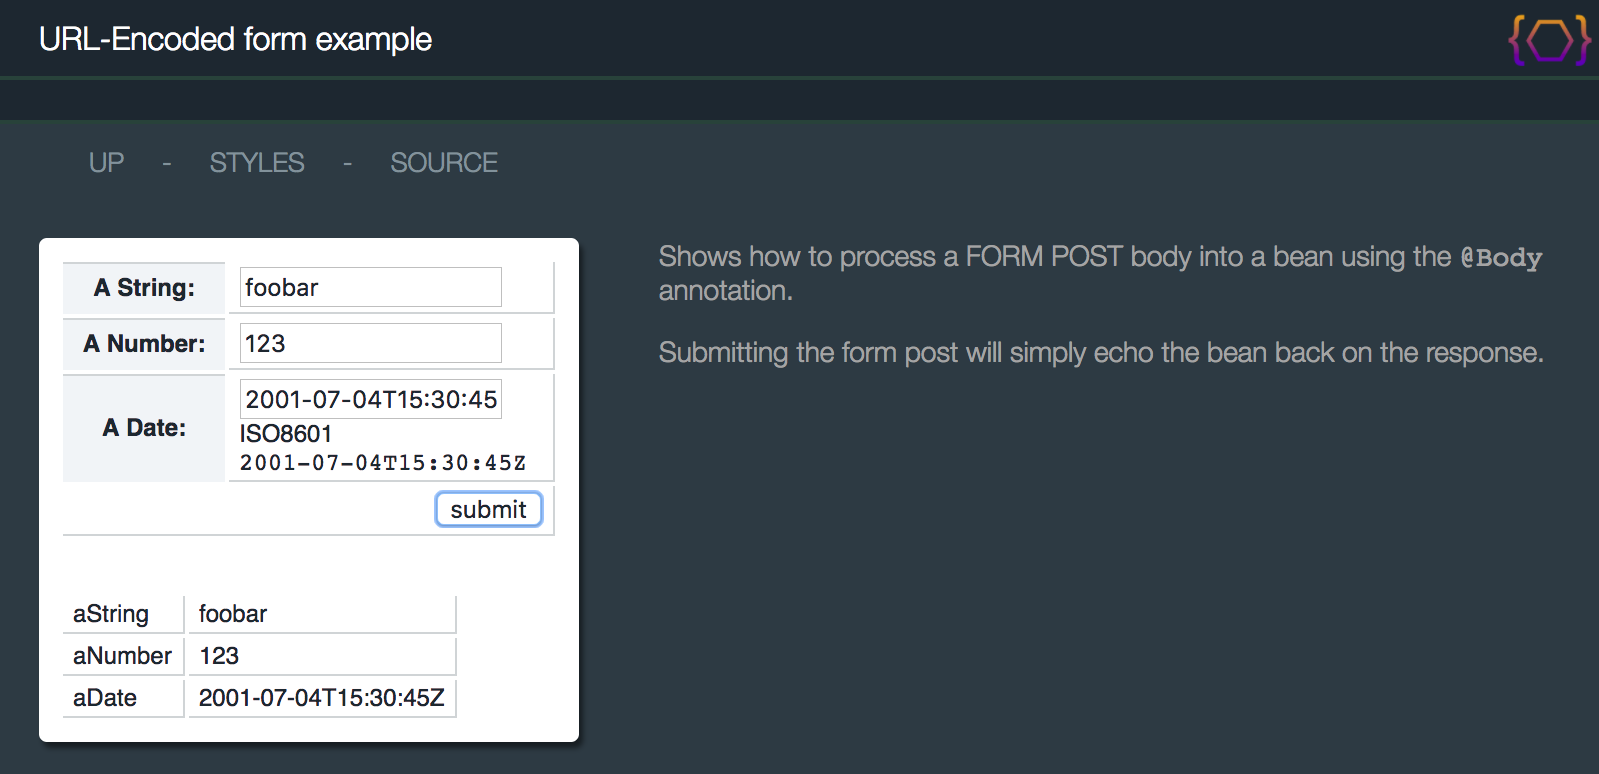 URL-Encoded form example
UP - STYLES - SOURCE
A String: foobar
A Number: 123
A Date: 2001-07-04T15:30:45
ISO8601
2001-07-04T15:30:45Z
submit
aString foobar
aNumber 123
aDate 2001-07-04T15:30:45Z
Shows how to process a FORM POST body into a bean using the @Body
annotation.
Submitting the form post will simply echo the bean back on the response.